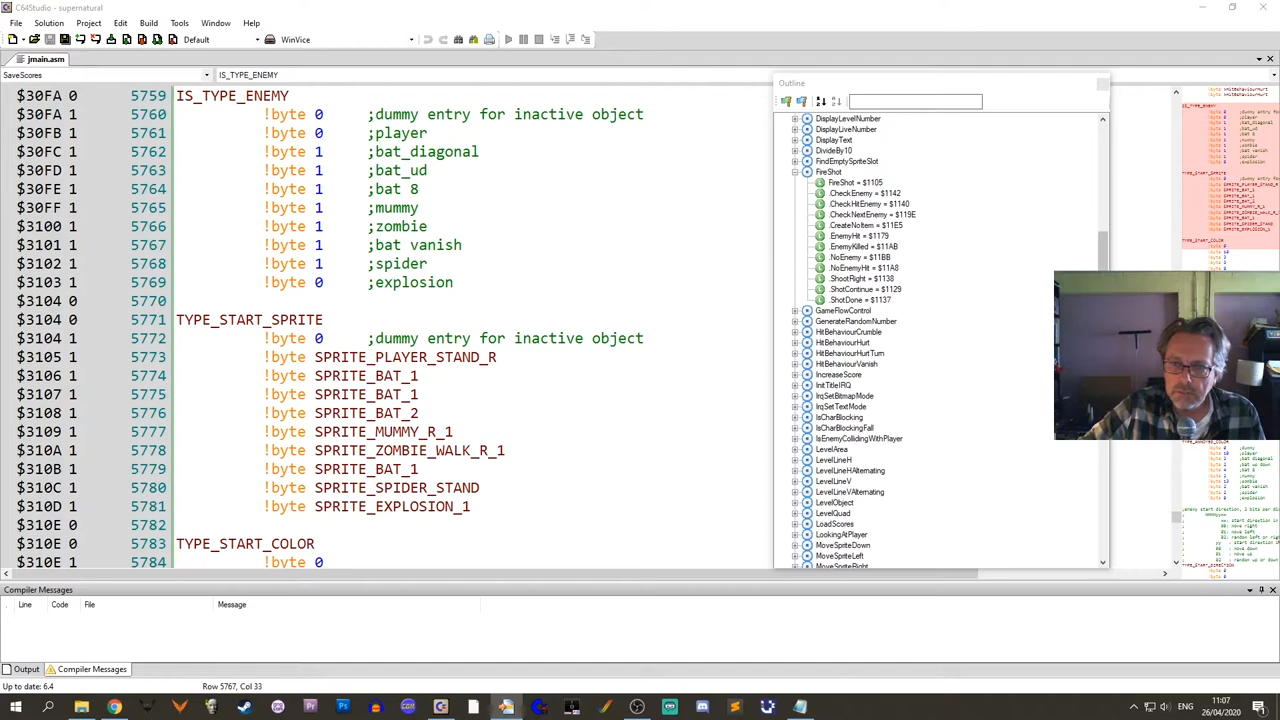 C64Studio - supernatural
File Solution Project Edit Build Tools Window Help
Default WinVice
jmain.asm
SaveScores IS_TYPE_ENEMY
$30FA 0 5759 IS_TYPE_ENEMY
$30FA 1 5760 !byte 0 ;dummy entry for inactive object
$30FB 1 5761 !byte 0 ;player
$30FC 1 5762 !byte 1 ;bat_diagonal
$30FD 1 5763 !byte 1 ;bat_ud
$30FE 1 5764 !byte 1 ;bat 8
$30FF 1 5765 !byte 1 ;mummy
$3100 1 5766 !byte 1 ;zombie
$3101 1 5767 !byte 1 ;bat vanish
$3102 1 5768 !byte 1 ;spider
$3103 1 5769 !byte 0 ;explosion
$3104 0 5770
$3104 0 5771 TYPE_START_SPRITE
$3104 1 5772 !byte 0 ;dummy entry for inactive object
$3105 1 5773 !byte SPRITE_PLAYER_STAND_R
$3106 1 5774 !byte SPRITE_BAT_1
$3107 1 5775 !byte SPRITE_BAT_1
$3108 1 5776 !byte SPRITE_BAT_2
$3109 1 5777 !byte SPRITE_MUMMY_R_1
$310A 1 5778 !byte SPRITE_ZOMBIE_WALK_R_1
$310B 1 5779 !byte SPRITE_BAT_1
$310C 1 5780 !byte SPRITE_SPIDER_STAND
$310D 1 5781 !byte SPRITE_EXPLOSION_1
$310E 0 5782
$310E 0 5783 TYPE_START_COLOR
$310E 1 5784 !byte 0
Outline
DisplayLevelNumber
DisplayLiveNumber
DisplayText
DivideBy10
FindEmptySpriteSlot
FireShot
FireShot = $1105
.CheckEnemy = $1142
.CheckHitEnemy = $1140
.CheckNextEnemy = $119E
.CreateNoItem = $11E5
.EnemyHit = $1179
.EnemyKilled = $11AB
.NoEnemy = $11BB
.NoEnemyHit = $11A8
.ShootRight = $1138
.ShotContinue = $1129
.ShotDone = $1137
GameFlowControl
GenerateRandomNumber
HitBehaviourCrumble
HitBehaviourHurt
HitBehaviourHurtTurn
HitBehaviourVanish
IncreaseScore
InitTitleIRQ
IrqSetBitmapMode
IrqSetTextMode
IsCharBlocking
IsCharBlockingFall
IsEnemyCollidingWithPlayer
LevelArea
LevelLineH
LevelLineHAlternating
LevelLineV
LevelLineVAlternating
LevelObject
LevelQuad
LoadScores
LookingAtPlayer
MoveSpriteDown
MoveSpriteLeft
MoveSpriteRight
Compiler Messages
. Line Code File Message
Output Compiler Messages
Up to date: 6.4 Row 5767, Col 33
ENG 11:07
26/04/2020